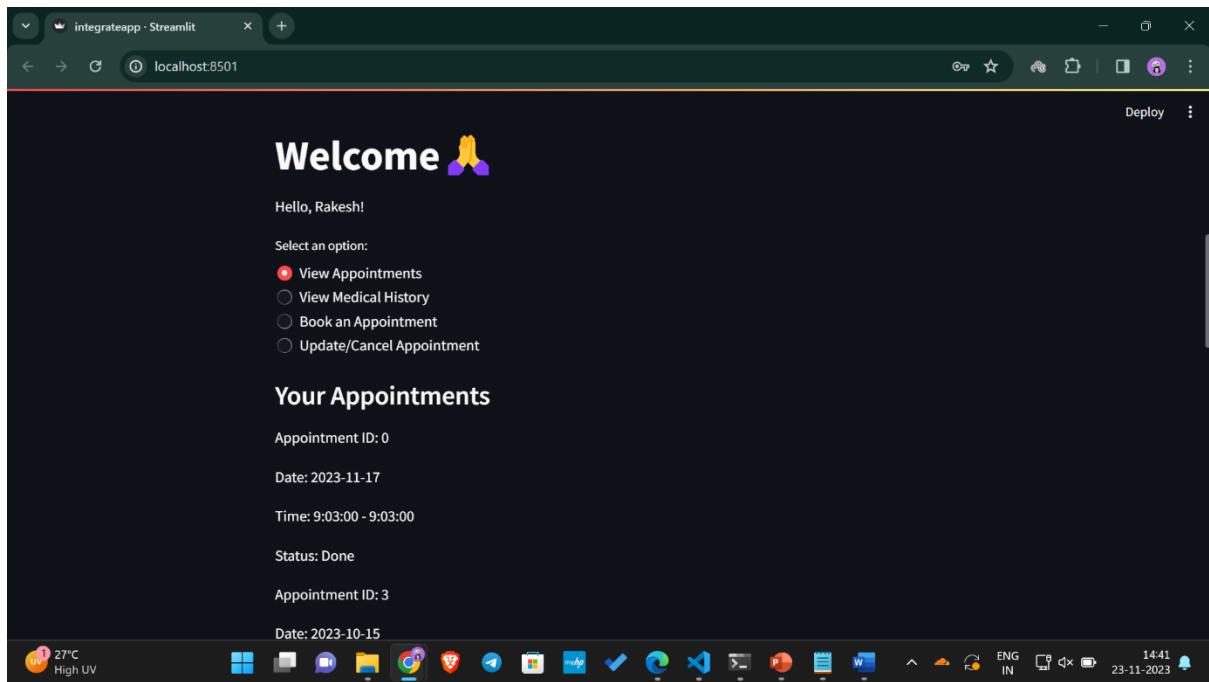 integrateapp · Streamlit
localhost:8501
Deploy
Welcome
Hello, Rakesh!
Select an option:
View Appointments
View Medical History
Book an Appointment
Update/Cancel Appointment
Your Appointments
Appointment ID: 0
Date: 2023-11-17
Time: 9:03:00 - 9:03:00
Status: Done
Appointment ID: 3
Date: 2023-10-15
1
UV
27°C
High UV
myhp
P
W
ENG
IN
14:41
23-11-2023